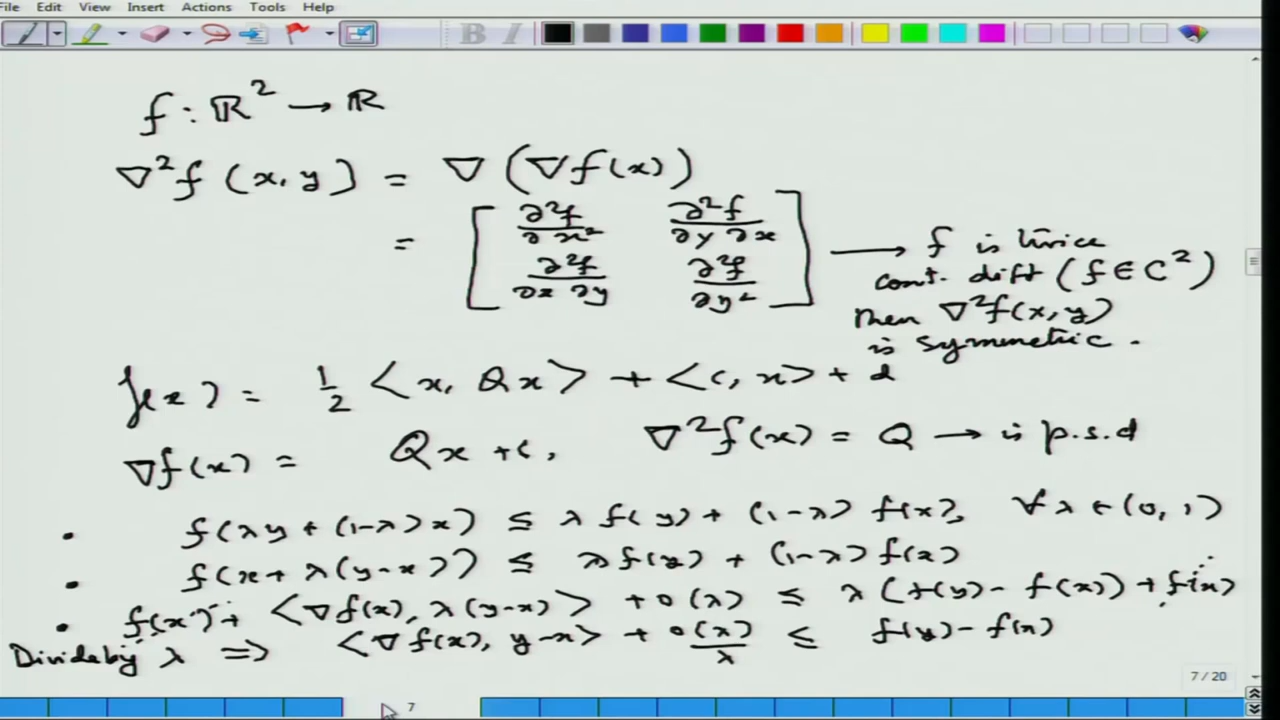 File Edit View Insert Actions Tools Help
B I
f : ℝ² → ℝ
∇²f (x, y) = ∇ (∇f(x))
= [ ∂²f/∂x² ∂²f/∂y ∂x
∂²f/∂x ∂y ∂²f/∂y² ] → f is twice
cont. diff (f ∈ C²)
Then ∇²f(x, y)
is symmetric.
f(x) = 1/2 <x, Qx> + <c, x> + d
∇f(x) = Qx + c, ∇²f(x) = Q → is p.s.d
• f(λy + (1-λ)x) ≤ λ f(y) + (1-λ) f(x), ∀ λ ∈ (0, 1)
• f(x + λ(y-x)) ≤ λf(y) + (1-λ)f(x)
• f(x) + <∇f(x), λ(y-x)> + o(λ) ≤ λ(f(y) - f(x)) + f(x)
Divide by λ ⇒ <∇f(x), y-x> + o(λ)/λ ≤ f(y) - f(x)
7 / 20
7